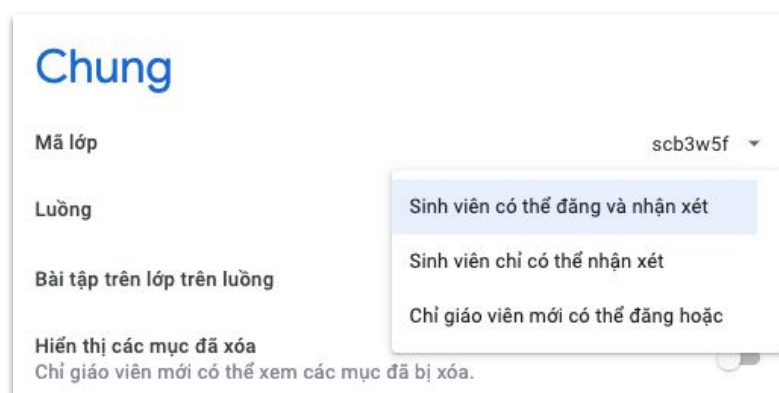 Chung
Mã lớp
scb3w5f
Luồng
Sinh viên có thể đăng và nhận xét
Sinh viên chỉ có thể nhận xét
Bài tập trên lớp trên luồng
Chỉ giáo viên mới có thể đăng hoặc
Hiển thị các mục đã xóa
Chỉ giáo viên mới có thể xem các mục đã bị xóa.